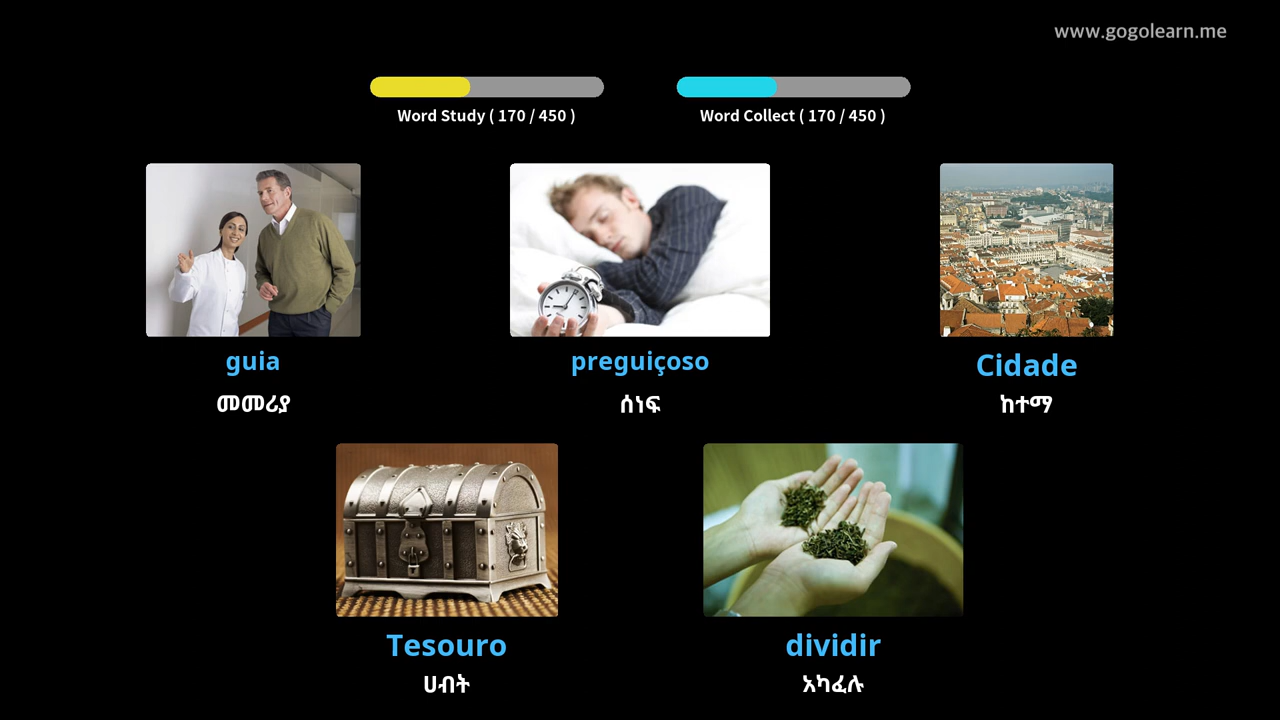 www.gogolearn.me
Word Study ( 170 / 450 )
Word Collect ( 170 / 450 )
guia
preguiçoso
Cidade
መመሪያ
ሰነፍ
ከተማ
Tesouro
dividir
ሀብት
አካፈሉ